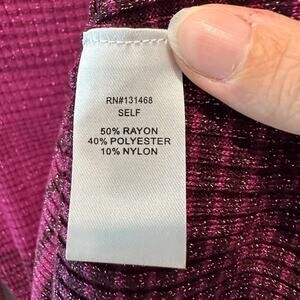 RN#131468
SELF
50% RAYON
40% POLYESTER
10% NYLON